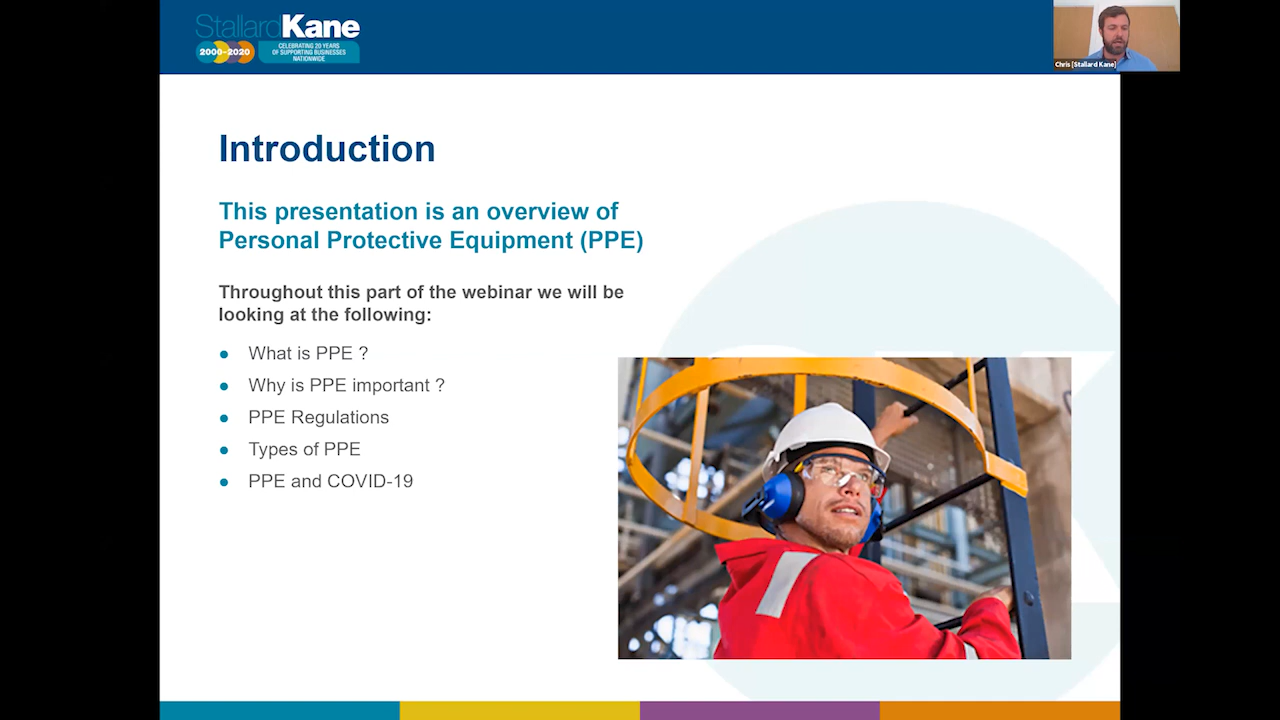 StallardKane
2000-2020
CELEBRATING 20 YEARS
OF SUPPORTING BUSINESSES
NATIONWIDE
Chris [Stallard Kane]
Introduction
This presentation is an overview of
Personal Protective Equipment (PPE)
Throughout this part of the webinar we will be
looking at the following:
● What is PPE ?
● Why is PPE important ?
● PPE Regulations
● Types of PPE
● PPE and COVID-19